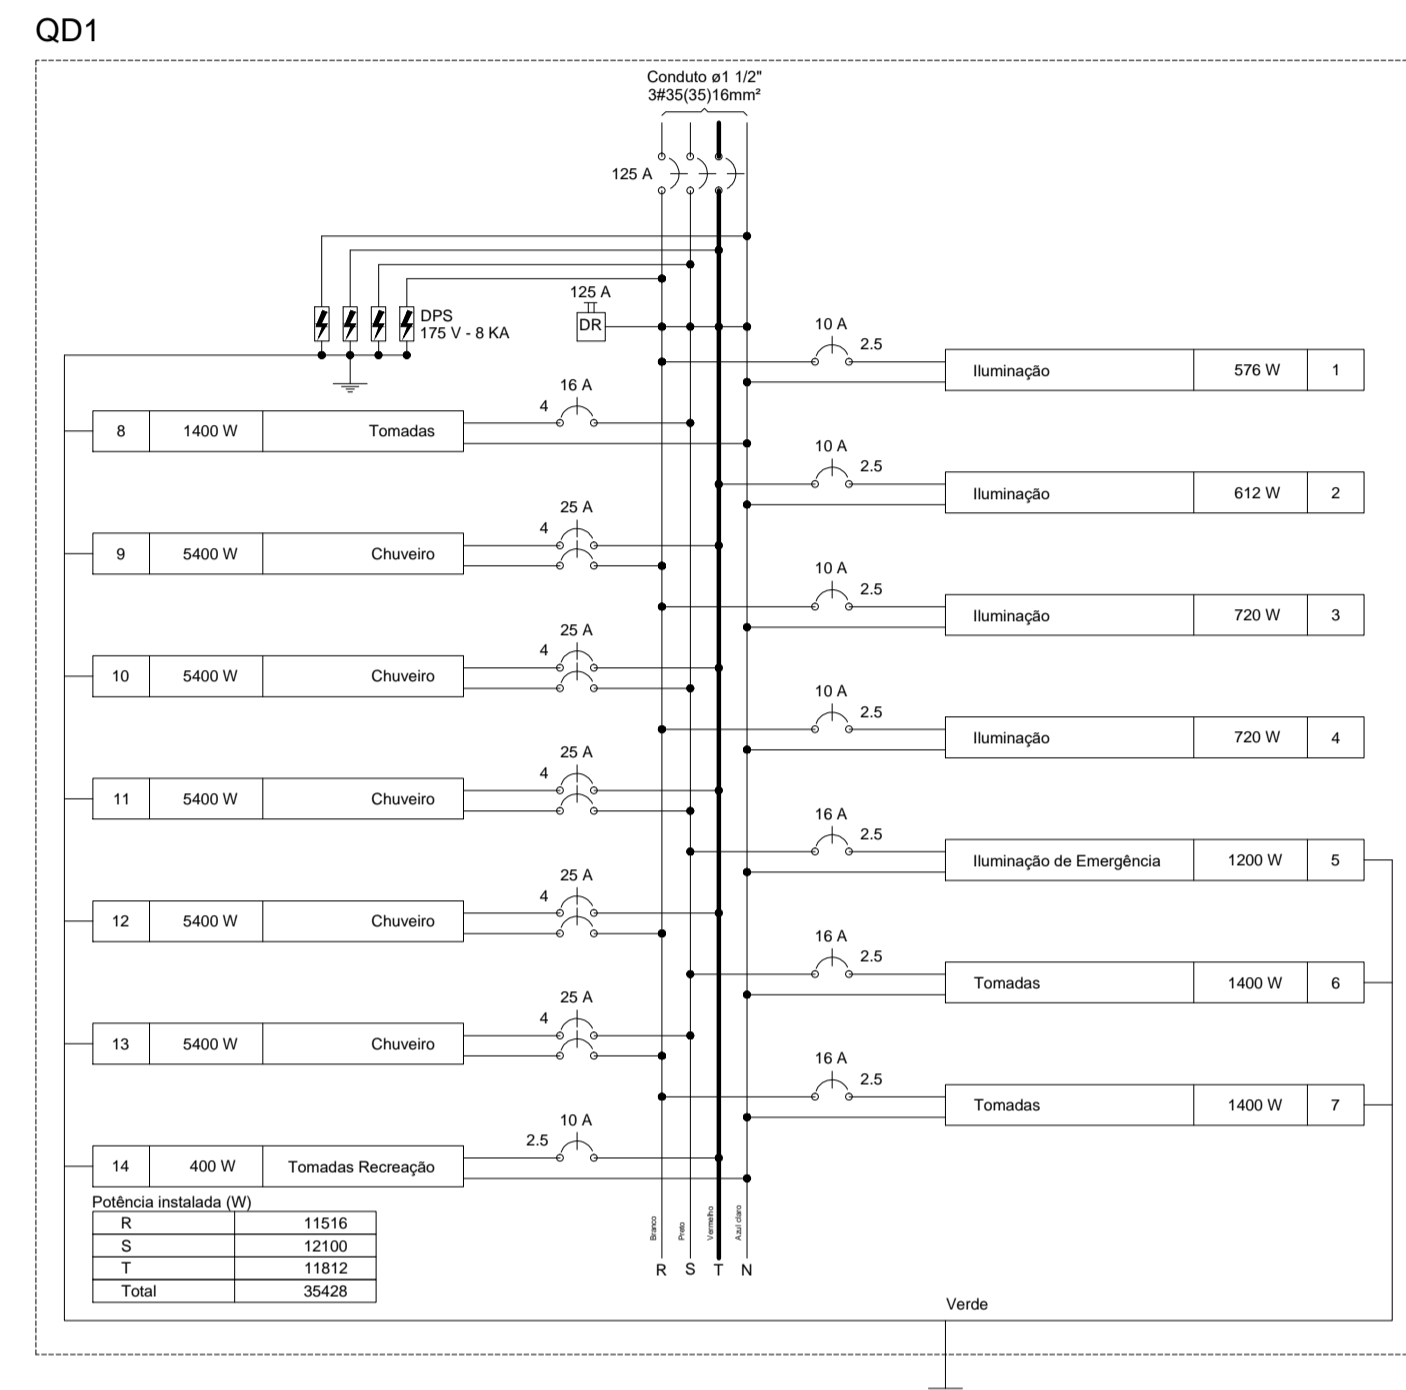 QD1
Conduto ø1 1/2"
3#35(35)16mm²
125 A
DPS
175 V - 8 KA
125 A
DR
10 A
2.5
Iluminação 576 W 1
16 A
4
8 1400 W Tomadas
10 A
2.5
Iluminação 612 W 2
25 A
4
9 5400 W Chuveiro
10 A
2.5
Iluminação 720 W 3
25 A
4
10 5400 W Chuveiro
10 A
2.5
Iluminação 720 W 4
25 A
4
11 5400 W Chuveiro
16 A
2.5
Iluminação de Emergência 1200 W 5
25 A
4
12 5400 W Chuveiro
16 A
2.5
Tomadas 1400 W 6
25 A
4
13 5400 W Chuveiro
16 A
2.5
Tomadas 1400 W 7
10 A
2.5
14 400 W Tomadas Recreação
Potência instalada (W)
R 11516
S 12100
T 11812
Total 35428
Branco
Preto
Vermelho
Azul claro
R S T N
Verde